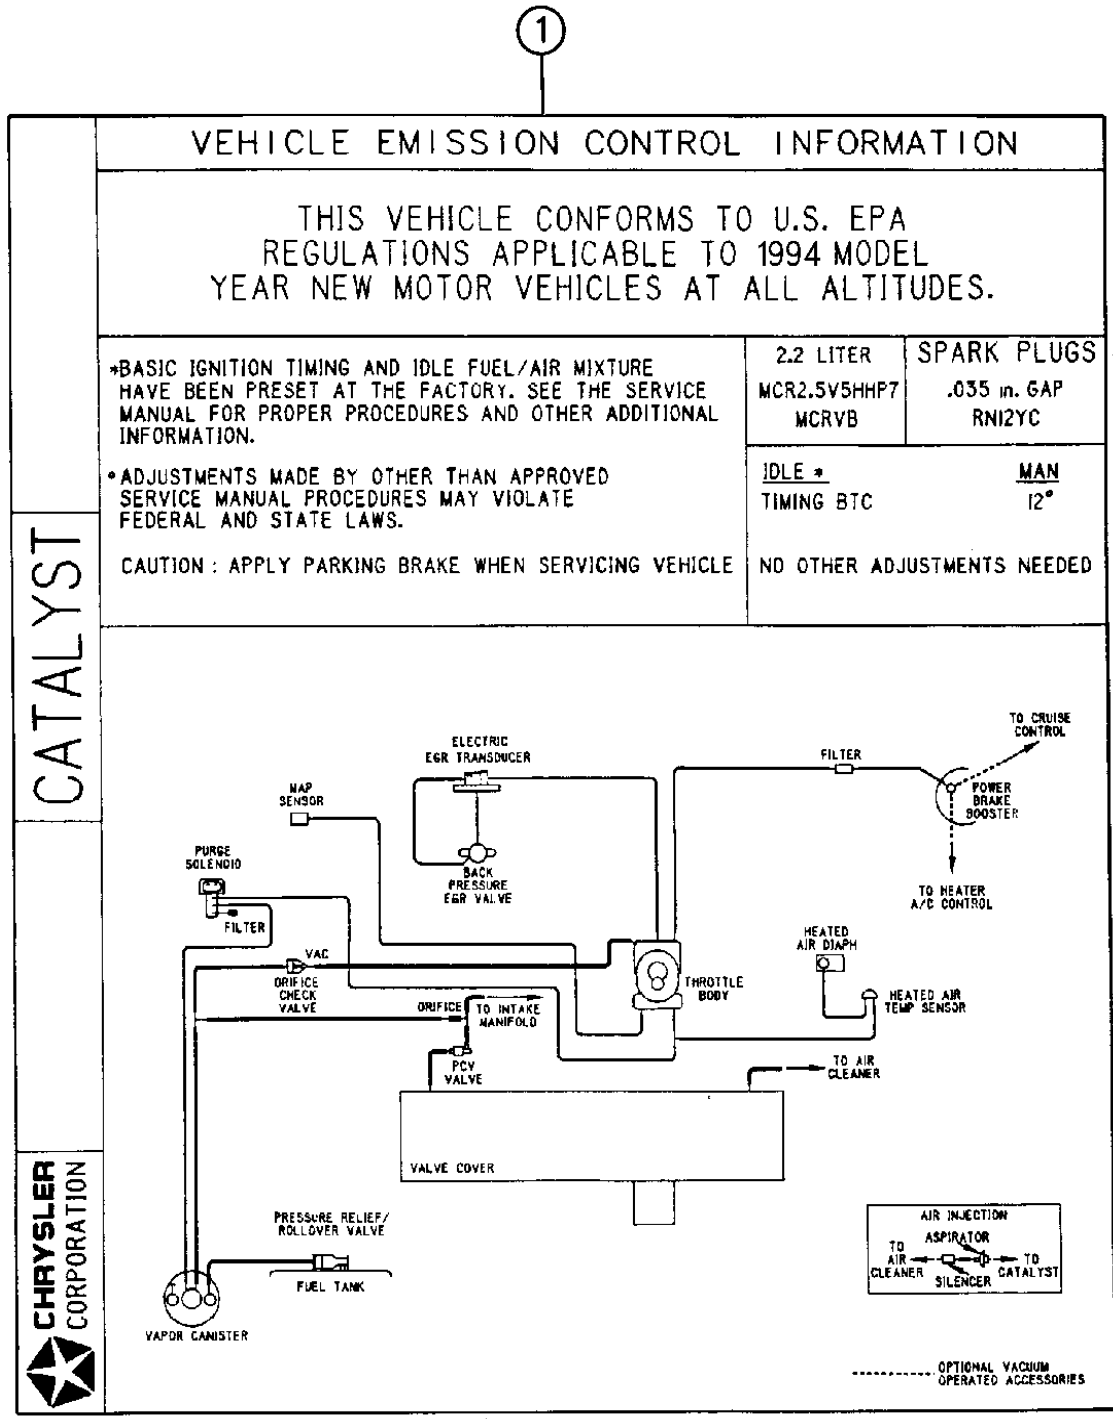 1
VEHICLE EMISSION CONTROL INFORMATION
THIS VEHICLE CONFORMS TO U.S. EPA
REGULATIONS APPLICABLE TO 1994 MODEL
YEAR NEW MOTOR VEHICLES AT ALL ALTITUDES.
*BASIC IGNITION TIMING AND IDLE FUEL/AIR MIXTURE
HAVE BEEN PRESET AT THE FACTORY. SEE THE SERVICE
MANUAL FOR PROPER PROCEDURES AND OTHER ADDITIONAL
INFORMATION.
•ADJUSTMENTS MADE BY OTHER THAN APPROVED
SERVICE MANUAL PROCEDURES MAY VIOLATE
FEDERAL AND STATE LAWS.
CAUTION : APPLY PARKING BRAKE WHEN SERVICING VEHICLE
2.2 LITER
MCR2.5V5HHP7
MCRVB
SPARK PLUGS
.035 in. GAP
RN12YC
IDLE *
MAN
TIMING BTC
12°
NO OTHER ADJUSTMENTS NEEDED
CATALYST
CHRYSLER
CORPORATION
TO CRUISE
CONTROL
FILTER
POWER
BRAKE
BOOSTER
TO HEATER
A/C CONTROL
ELECTRIC
EGR TRANSDUCER
MAP
SENSOR
BACK
PRESSURE
EGR VALVE
PURGE
SOLENOID
FILTER
VAC
ORIFICE
CHECK
VALVE
HEATED
AIR DIAPH
THROTTLE
BODY
HEATED AIR
TEMP SENSOR
ORIFICE
TO INTAKE
MANIFOLD
PCV
VALVE
TO AIR
CLEANER
VALVE COVER
PRESSURE RELIEF/
ROLLOVER VALVE
FUEL TANK
T
VAPOR CANISTER
AIR INJECTION
ASPIRATOR
TO
AIR
CLEANER
SILENCER
TO
CATALYST
OPTIONAL VACUUM
OPERATED ACCESSORIES